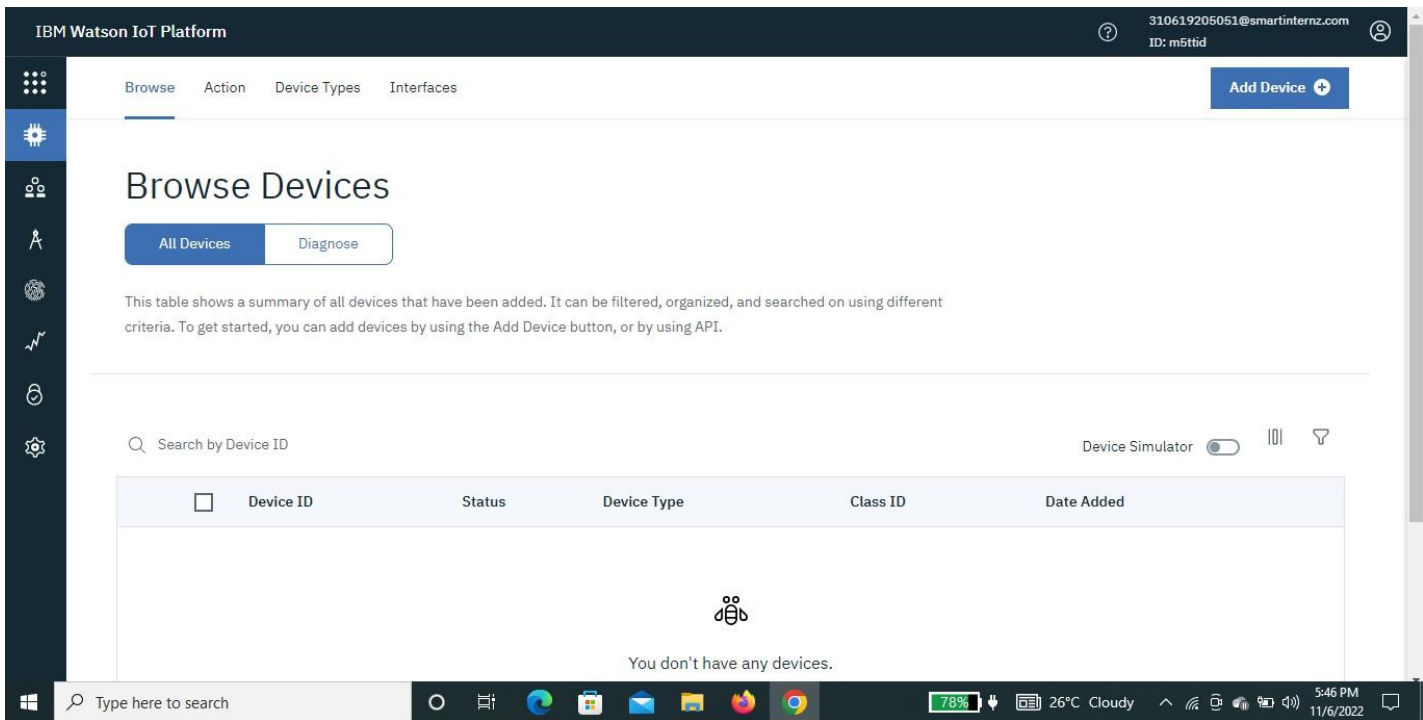 IBM Watson IoT Platform
310619205051@smartinternz.com
ID: m5ttid
Browse Action Device Types Interfaces
Add Device
Browse Devices
All Devices Diagnose
This table shows a summary of all devices that have been added. It can be filtered, organized, and searched on using different
criteria. To get started, you can add devices by using the Add Device button, or by using API.
Search by Device ID
Device Simulator
Device ID Status Device Type Class ID Date Added
You don't have any devices.
Type here to search
78%
26°C Cloudy
5:46 PM
11/6/2022